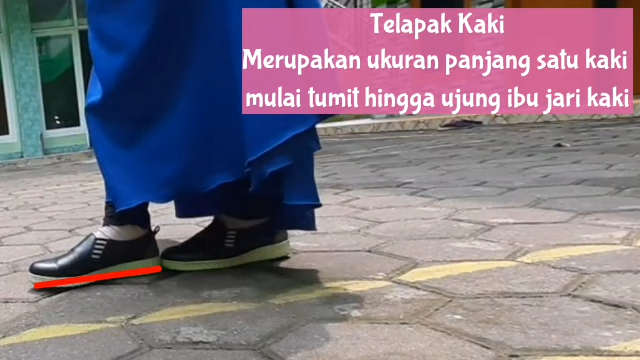 Telapak Kaki
Merupakan ukuran panjang satu kaki
mulai tumit hingga ujung ibu jari kaki